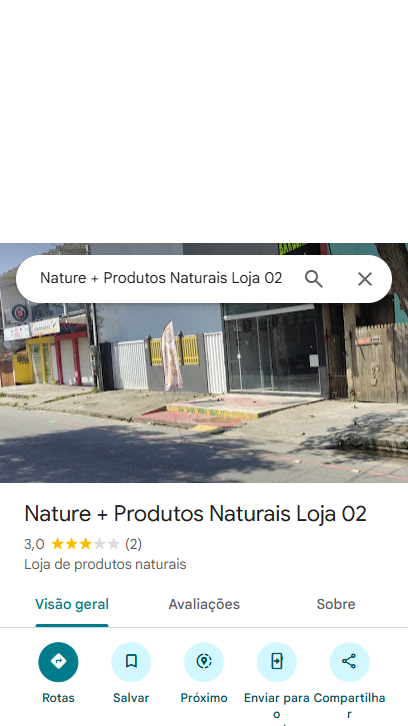 Nature + Produtos Naturais Loja 02
Nature + Produtos Naturais Loja 02
3,0 (2)
Loja de produtos naturais
Visão geral
Avaliações
Sobre
Rotas
Salvar
Próximo
Enviar para o
Compartilhar